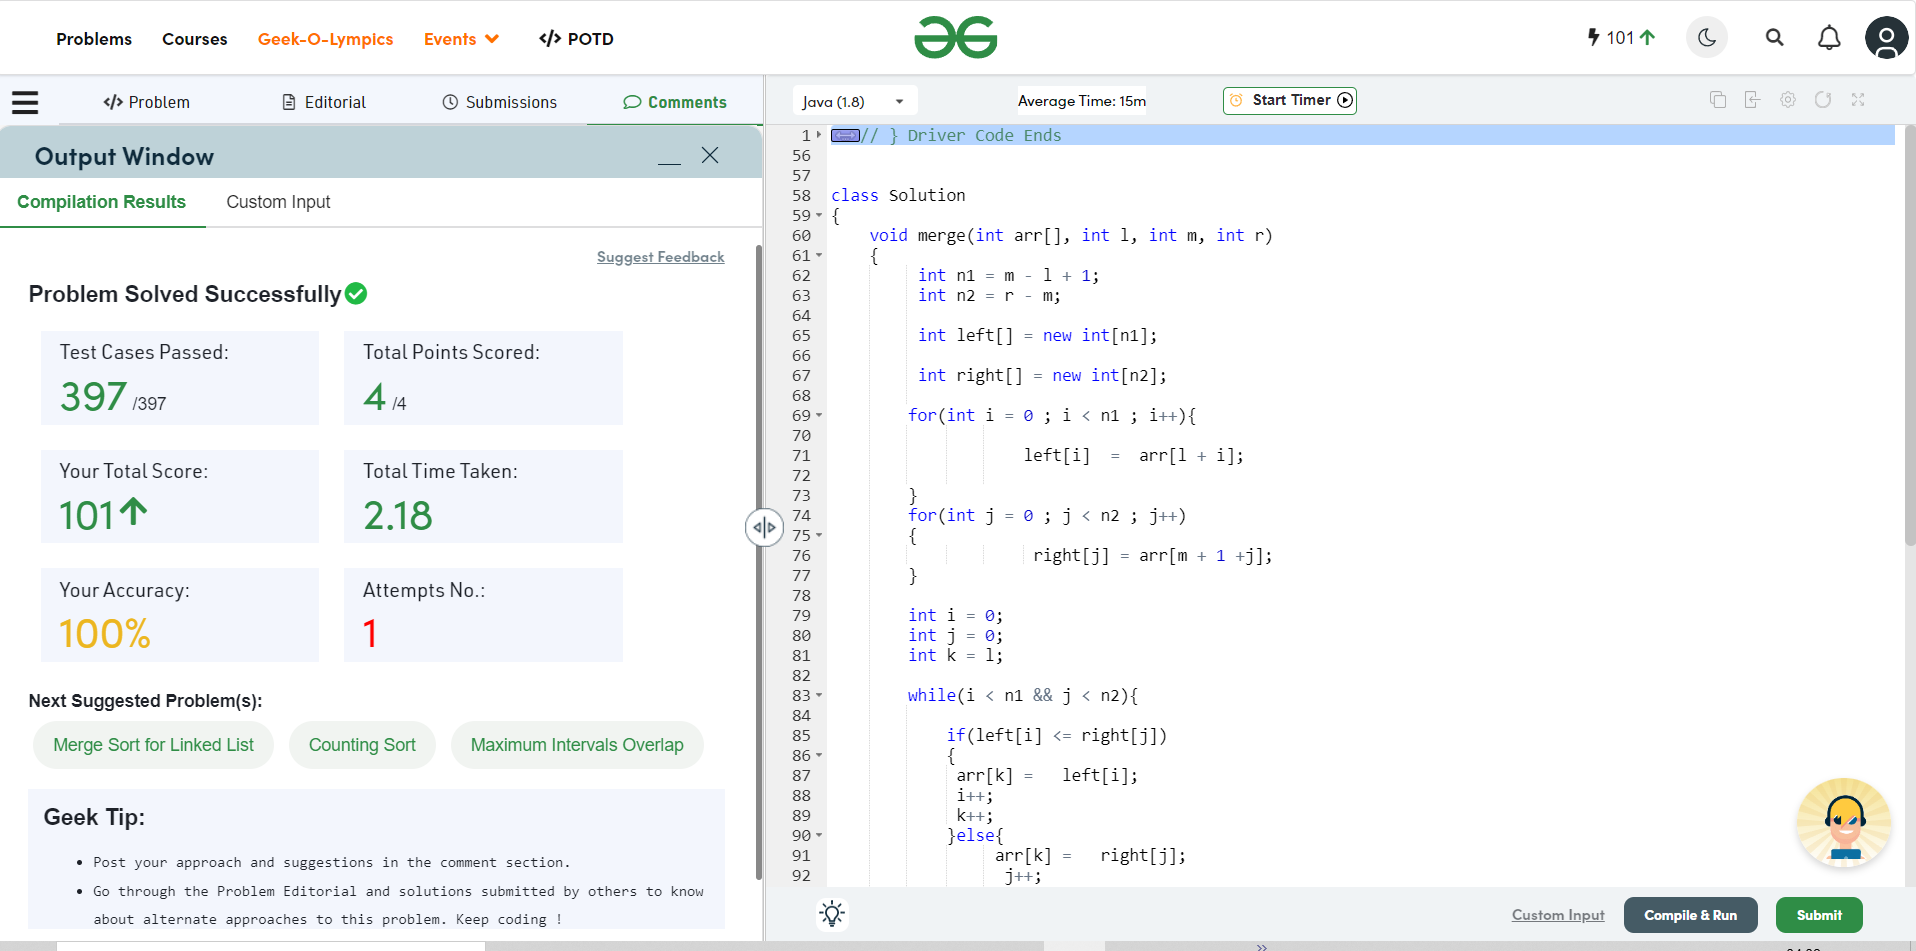 Problems Courses Geek-O-Lympics Events </> POTD
101
</> Problem Editorial Submissions Comments
Output Window
Compilation Results Custom Input
Suggest Feedback
Problem Solved Successfully
Test Cases Passed: Total Points Scored:
397 /397 4 /4
Your Total Score: Total Time Taken:
101 2.18
Your Accuracy: Attempts No.:
100% 1
Next Suggested Problem(s):
Merge Sort for Linked List Counting Sort Maximum Intervals Overlap
Geek Tip:
• Post your approach and suggestions in the comment section.
• Go through the Problem Editorial and solutions submitted by others to know
about alternate approaches to this problem. Keep coding !
Java (1.8) Average Time: 15m Start Timer
1 // } Driver Code Ends
56
57
58 class Solution
59 {
60 void merge(int arr[], int l, int m, int r)
61 {
62 int n1 = m - l + 1;
63 int n2 = r - m;
64
65 int left[] = new int[n1];
66
67 int right[] = new int[n2];
68
69 for(int i = 0 ; i < n1 ; i++){
70
71 left[i]  =  arr[l + i];
72
73 }
74 for(int j = 0 ; j < n2 ; j++)
75 {
76 right[j] = arr[m + 1 +j];
77 }
78
79 int i = 0;
80 int j = 0;
81 int k = l;
82
83 while(i < n1 && j < n2){
84
85 if(left[i] <= right[j])
86 {
87 arr[k] =   left[i];
88 i++;
89 k++;
90 }else{
91 arr[k] =   right[j];
92 j++;
Custom Input Compile & Run Submit